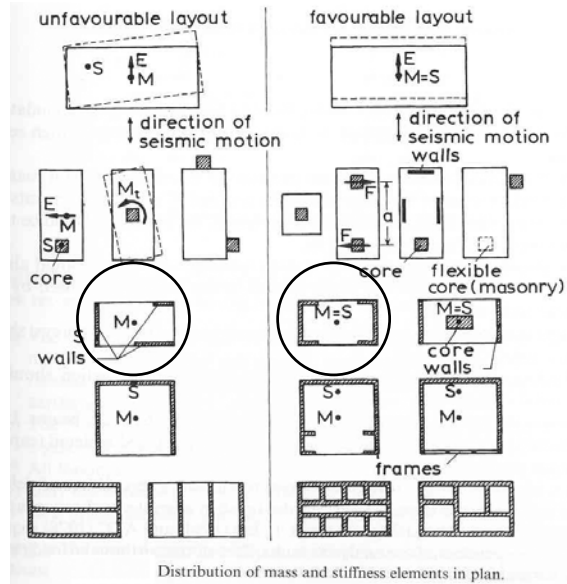 unfavourable layout
favourable layout
S
E
M
E
M=S
direction of
seismic motion
direction of
seismic motion
walls
E
M
S
core
Mt
F
F
a
core
flexible
core (masonry)
M
S
walls
M=S
M=S
core
walls
S
M
S
M
S
M
frames
Distribution of mass and stiffness elements in plan.